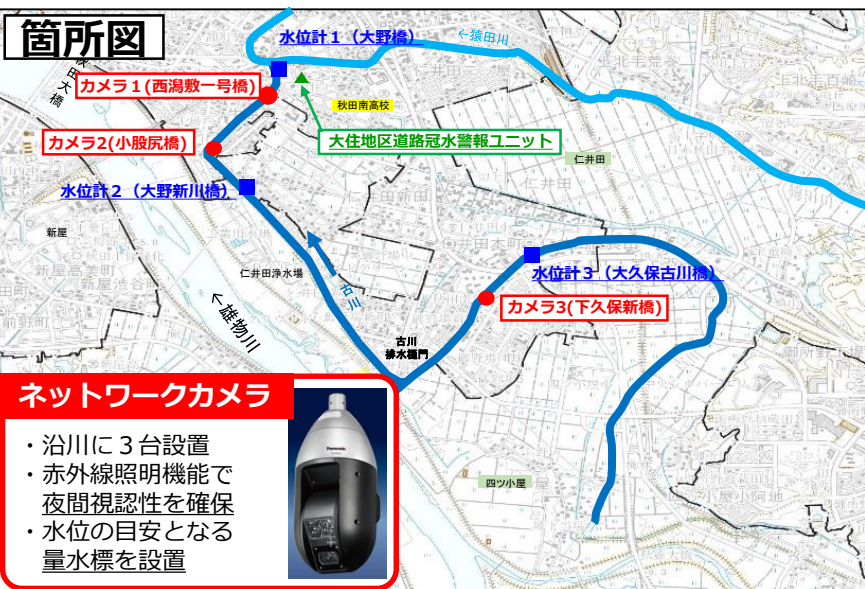 箇所図
水位計1（大野橋）
←猿田川
秋田大橋
カメラ1(西潟敷一号橋)
秋田南高校
カメラ2(小股尻橋)
大住地区道路冠水警報ユニット
仁井田
水位計2（大野新川橋）
新屋
仁井田浄水場
古川
←雄物川
水位計3（大久保古川橋）
カメラ3(下久保新橋)
古川
排水樋門
四ツ小屋
ネットワークカメラ
・沿川に３台設置
・赤外線照明機能で
夜間視認性を確保
・水位の目安となる
量水標を設置
Panasonic